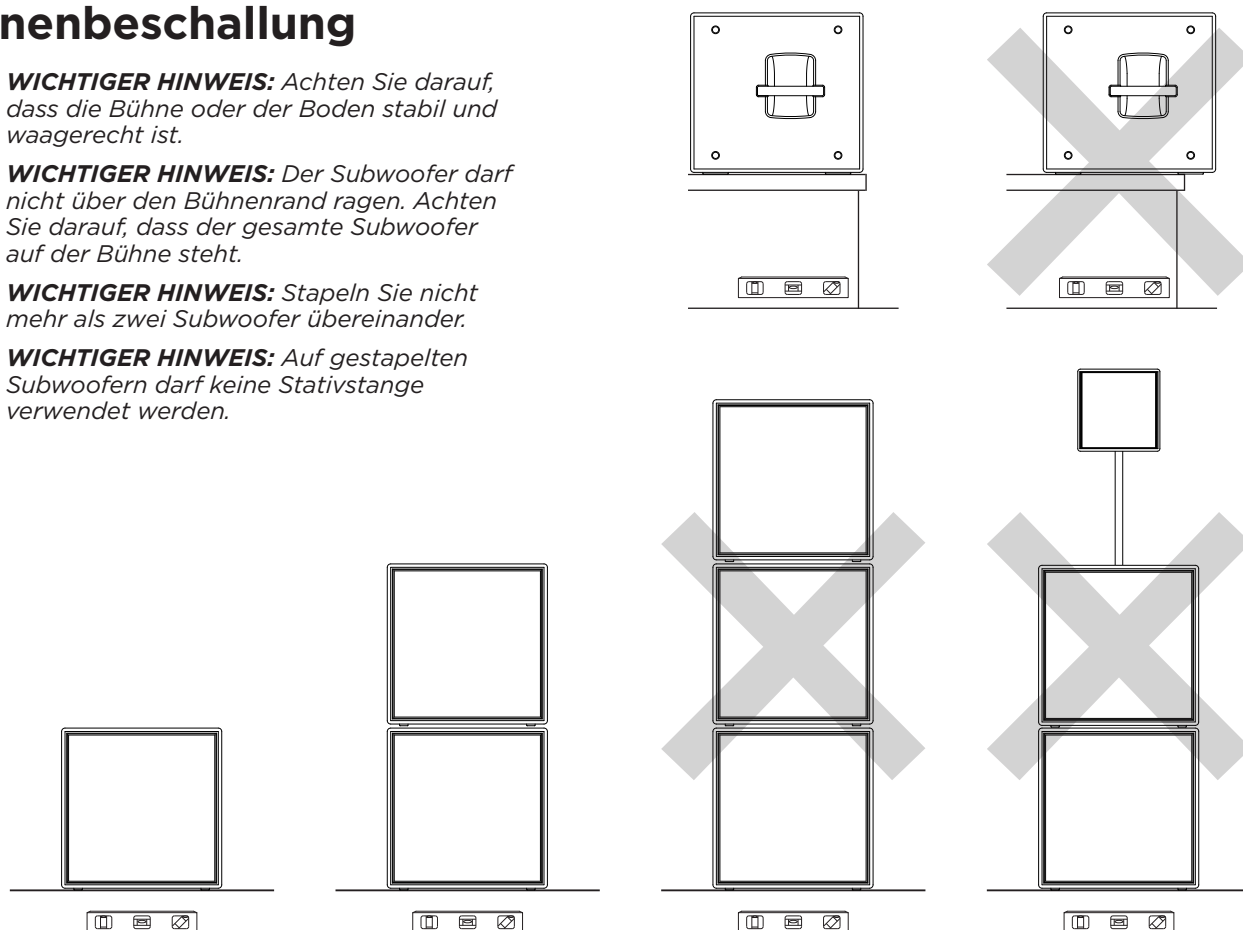 nenbeschallung
WICHTIGER HINWEIS: Achten Sie darauf,
dass die Bühne oder der Boden stabil und
waagerecht ist.
WICHTIGER HINWEIS: Der Subwoofer darf
nicht über den Bühnenrand ragen. Achten
Sie darauf, dass der gesamte Subwoofer
auf der Bühne steht.
WICHTIGER HINWEIS: Stapeln Sie nicht
mehr als zwei Subwoofer übereinander.
WICHTIGER HINWEIS: Auf gestapelten
Subwoofern darf keine Stativstange
verwendet werden.